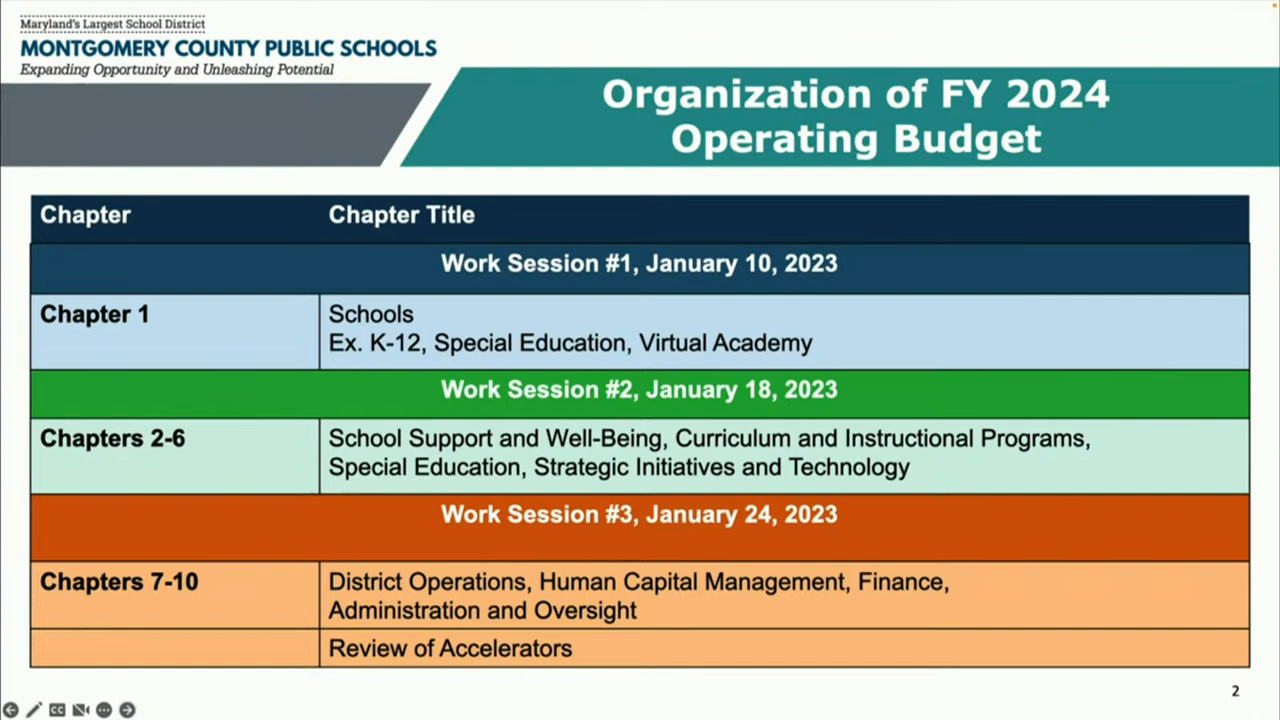 Maryland's Largest School District
MONTGOMERY COUNTY PUBLIC SCHOOLS
Expanding Opportunity and Unleashing Potential
Organization of FY 2024
Operating Budget
Chapter
Chapter Title
Work Session #1, January 10, 2023
Chapter 1
Schools
Ex. K-12, Special Education, Virtual Academy
Work Session #2, January 18, 2023
Chapters 2-6
School Support and Well-Being, Curriculum and Instructional Programs,
Special Education, Strategic Initiatives and Technology
Work Session #3, January 24, 2023
Chapters 7-10
District Operations, Human Capital Management, Finance,
Administration and Oversight
Review of Accelerators
2
CC